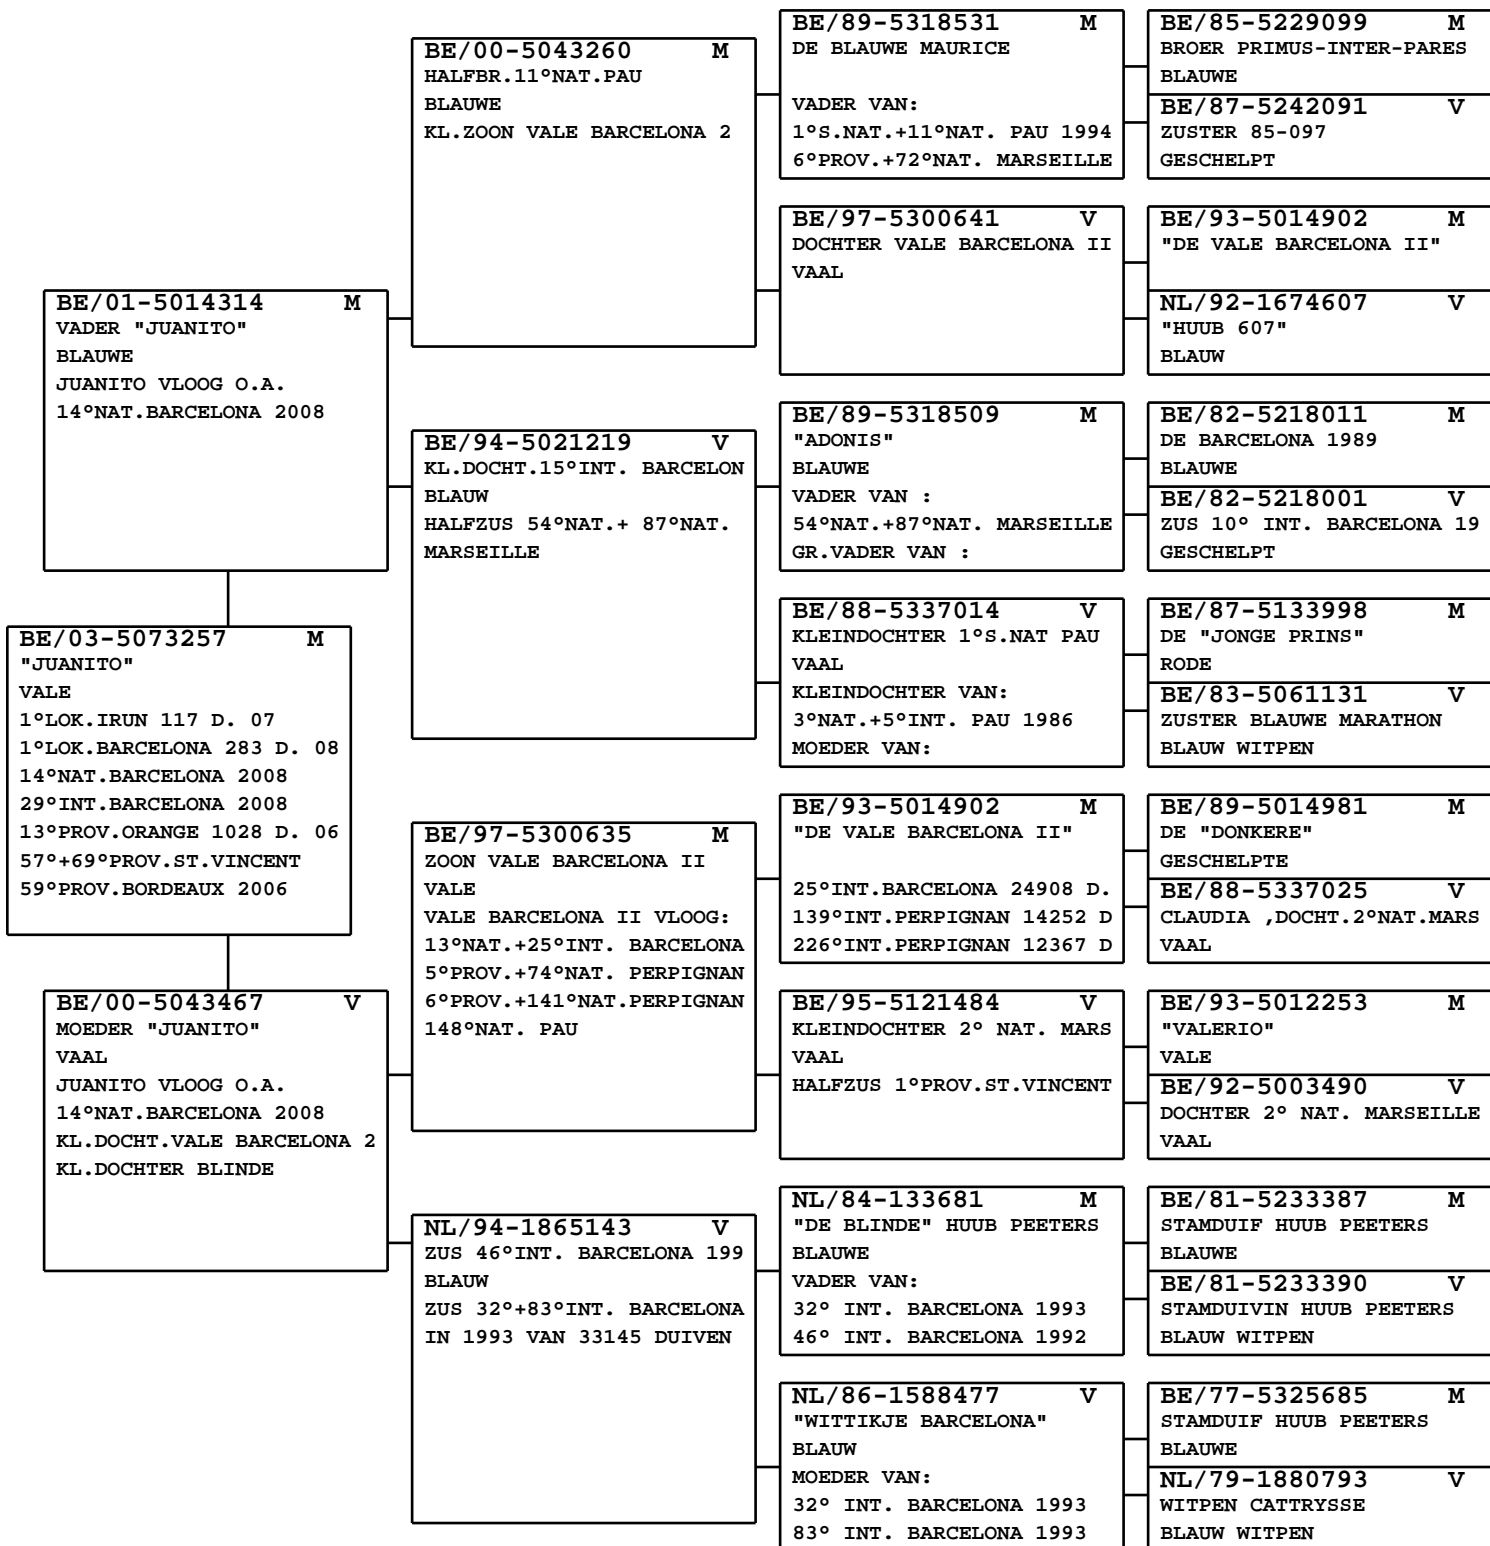 BE/03-5073257 M
"JUANITO"
VALE
1°LOK.IRUN 117 D. 07
1°LOK.BARCELONA 283 D. 08
14°NAT.BARCELONA 2008
29°INT.BARCELONA 2008
13°PROV.ORANGE 1028 D. 06
57°+69°PROV.ST.VINCENT
59°PROV.BORDEAUX 2006
BE/01-5014314 M
VADER "JUANITO"
BLAUWE
JUANITO VLOOG O.A.
14°NAT.BARCELONA 2008
BE/00-5043467 V
MOEDER "JUANITO"
VAAL
JUANITO VLOOG O.A.
14°NAT.BARCELONA 2008
KL.DOCHT.VALE BARCELONA 2
KL.DOCHTER BLINDE
BE/00-5043260 M
HALFBR.11°NAT.PAU
BLAUWE
KL.ZOON VALE BARCELONA 2
BE/94-5021219 V
KL.DOCHT.15°INT. BARCELON
BLAUW
HALFZUS 54°NAT.+ 87°NAT.
MARSEILLE
BE/97-5300635 M
ZOON VALE BARCELONA II
VALE
VALE BARCELONA II VLOOG:
13°NAT.+25°INT. BARCELONA
5°PROV.+74°NAT. PERPIGNAN
6°PROV.+141°NAT.PERPIGNAN
148°NAT. PAU
NL/94-1865143 V
ZUS 46°INT. BARCELONA 199
BLAUW
ZUS 32°+83°INT. BARCELONA
IN 1993 VAN 33145 DUIVEN
BE/89-5318531 M
DE BLAUWE MAURICE
VADER VAN:
1°S.NAT.+11°NAT. PAU 1994
6°PROV.+72°NAT. MARSEILLE
BE/97-5300641 V
DOCHTER VALE BARCELONA II
VAAL
BE/89-5318509 M
"ADONIS"
BLAUWE
VADER VAN :
54°NAT.+87°NAT. MARSEILLE
GR.VADER VAN :
BE/88-5337014 V
KLEINDOCHTER 1°S.NAT PAU
VAAL
KLEINDOCHTER VAN:
3°NAT.+5°INT. PAU 1986
MOEDER VAN:
BE/93-5014902 M
"DE VALE BARCELONA II"
25°INT.BARCELONA 24908 D.
139°INT.PERPIGNAN 14252 D
226°INT.PERPIGNAN 12367 D
BE/95-5121484 V
KLEINDOCHTER 2° NAT. MARS
VAAL
HALFZUS 1°PROV.ST.VINCENT
NL/84-133681 M
"DE BLINDE" HUUB PEETERS
BLAUWE
VADER VAN:
32° INT. BARCELONA 1993
46° INT. BARCELONA 1992
NL/86-1588477 V
"WITTIKJE BARCELONA"
BLAUW
MOEDER VAN:
32° INT. BARCELONA 1993
83° INT. BARCELONA 1993
BE/85-5229099 M
BROER PRIMUS-INTER-PARES
BLAUWE
BE/87-5242091 V
ZUSTER 85-097
GESCHELPT
BE/93-5014902 M
"DE VALE BARCELONA II"
NL/92-1674607 V
"HUUB 607"
BLAUW
BE/82-5218011 M
DE BARCELONA 1989
BLAUWE
BE/82-5218001 V
ZUS 10° INT. BARCELONA 19
GESCHELPT
BE/87-5133998 M
DE "JONGE PRINS"
RODE
BE/83-5061131 V
ZUSTER BLAUWE MARATHON
BLAUW WITPEN
BE/89-5014981 M
DE "DONKERE"
GESCHELPTE
BE/88-5337025 V
CLAUDIA ,DOCHT.2°NAT.MARS
VAAL
BE/93-5012253 M
"VALERIO"
VALE
BE/92-5003490 V
DOCHTER 2° NAT. MARSEILLE
VAAL
BE/81-5233387 M
STAMDUIF HUUB PEETERS
BLAUWE
BE/81-5233390 V
STAMDUIVIN HUUB PEETERS
BLAUW WITPEN
BE/77-5325685 M
STAMDUIF HUUB PEETERS
BLAUWE
NL/79-1880793 V
WITPEN CATTRYSSE
BLAUW WITPEN